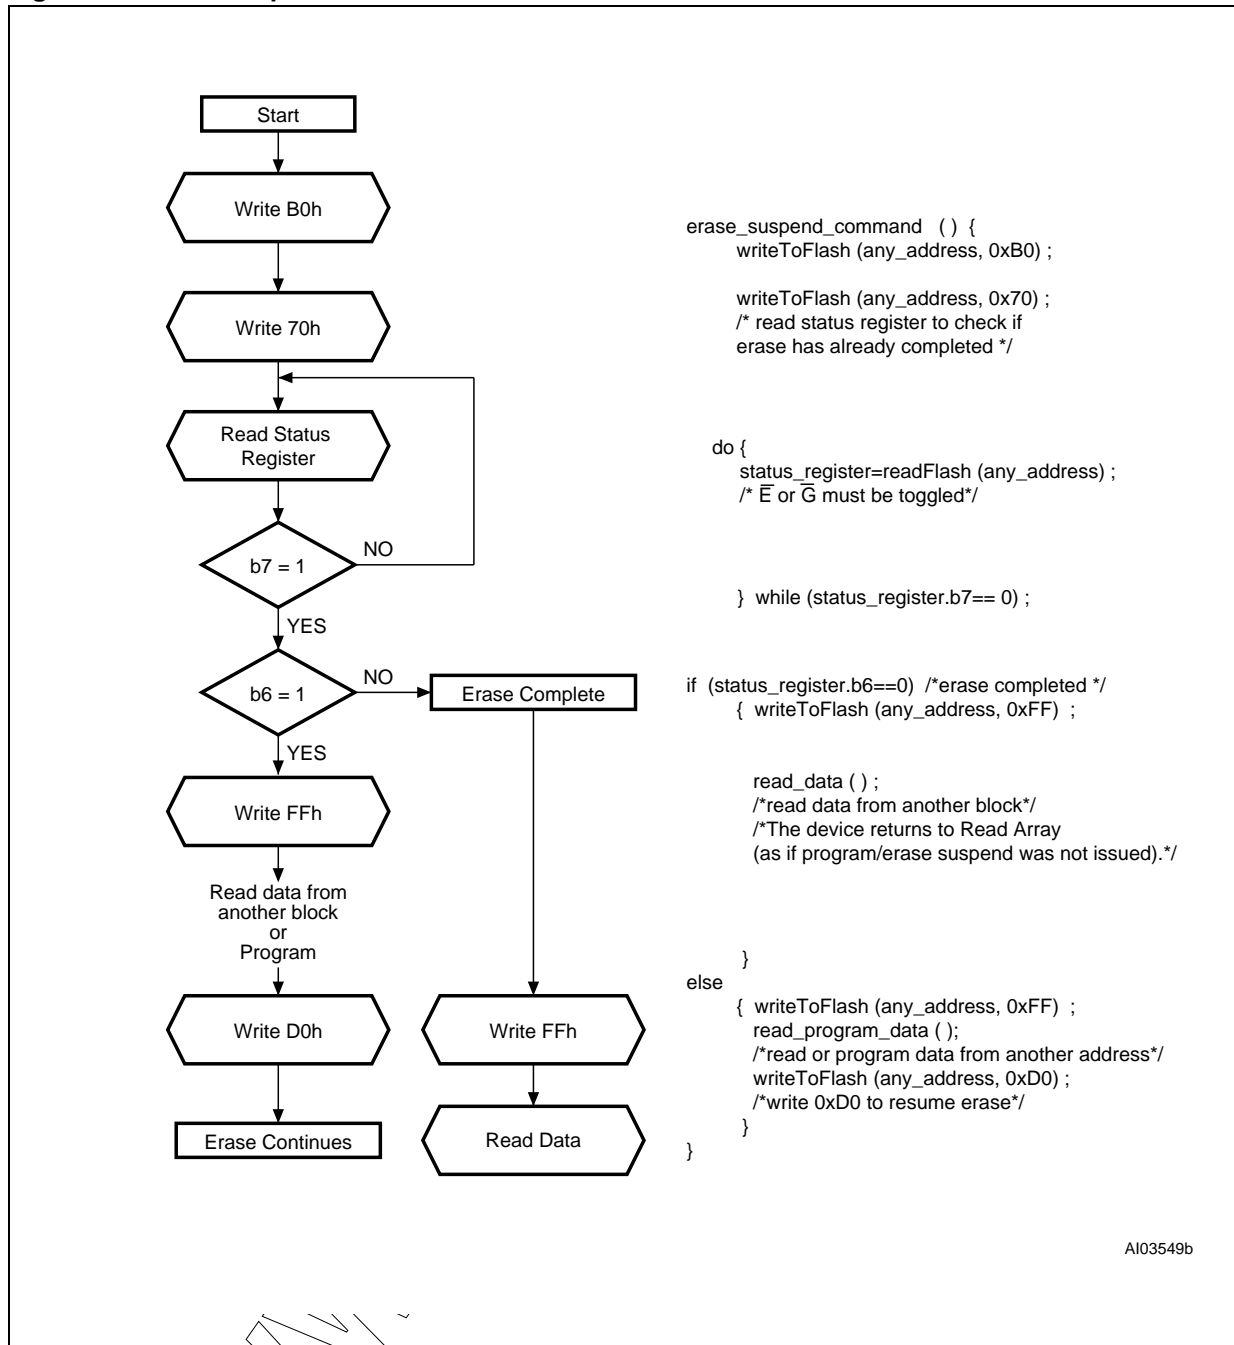 Start
Write B0h
Write 70h
Read Status
Register
b7 = 1
NO
YES
b6 = 1
NO
Erase Complete
YES
Write FFh
Read data from
another block
or
Program
Write D0h
Write FFh
Erase Continues
Read Data
erase_suspend_command ( ) {
writeToFlash (any_address, 0xB0) ;
writeToFlash (any_address, 0x70) ;
/* read status register to check if
erase has already completed */
do {
status_register=readFlash (any_address) ;
/* E̅ or G̅ must be toggled*/
} while (status_register.b7== 0) ;
if (status_register.b6==0) /*erase completed */
{ writeToFlash (any_address, 0xFF) ;
read_data ( ) ;
/*read data from another block*/
/*The device returns to Read Array
(as if program/erase suspend was not issued).*/
}
else
{ writeToFlash (any_address, 0xFF) ;
read_program_data ( );
/*read or program data from another address*/
writeToFlash (any_address, 0xD0) ;
/*write 0xD0 to resume erase*/
}
}
AI03549b